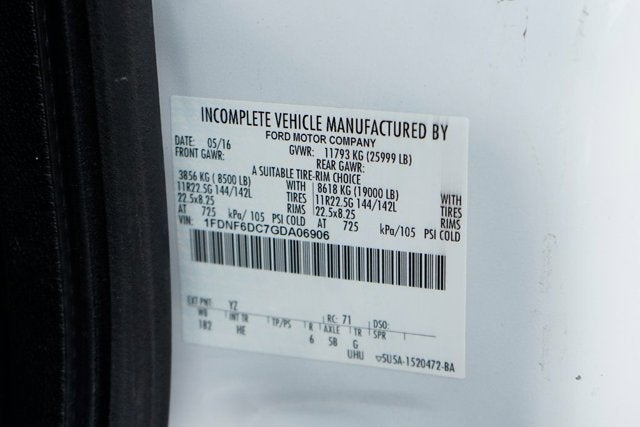 INCOMPLETE VEHICLE MANUFACTURED BY
FORD MOTOR COMPANY
DATE: 05/16 GVWR: 11793 KG (25999 LB)
FRONT GAWR: REAR GAWR:
A SUITABLE TIRE-RIM CHOICE
3856 KG ( 8500 LB) WITH 8618 KG (19000 LB) WITH
11R22.5G 144/142L TIRES 11R22.5G 144/142L TIRES
22.5x8.25 RIMS 22.5x8.25 RIMS
AT 725 kPa/ 105 PSI COLD AT 725 kPa/105 PSI COLD
VIN: 1FDNF6DC7GDA06906
EXT PNT: YZ RC: 71 DSO:
WB INT TR TP/PS R AXLE TR SPR
182 HE 6 5B G
UHU 5U5A-1520472-BA